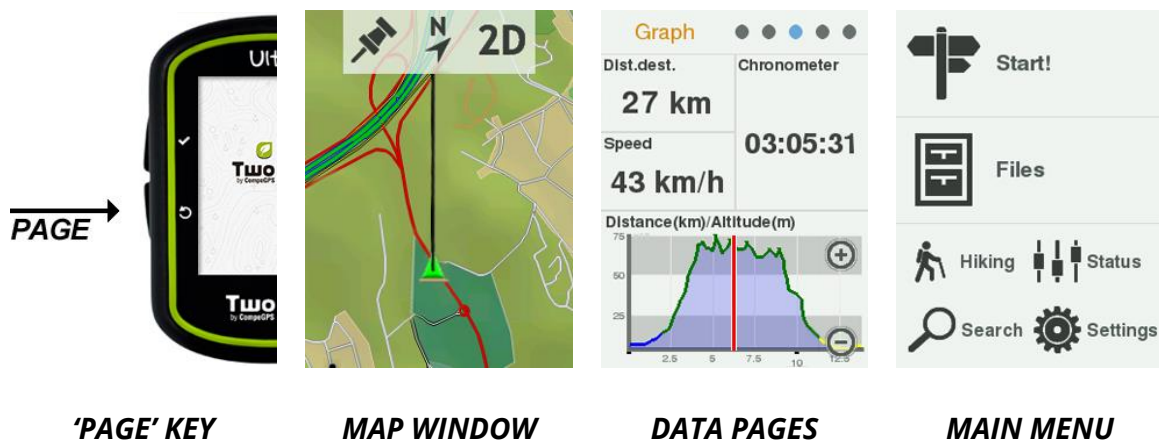 PAGE
Ult
Two
by CompeGPS
Two
by CompeGPS
N
2D
Graph
Dist.dest.
27 km
Speed
43 km/h
Chronometer
03:05:31
Distance(km)/Altitude(m)
75
50
25
2.5 5 7.5 10 12.5
Start!
Files
Hiking
Status
Search
Settings
'PAGE' KEY
MAP WINDOW
DATA PAGES
MAIN MENU